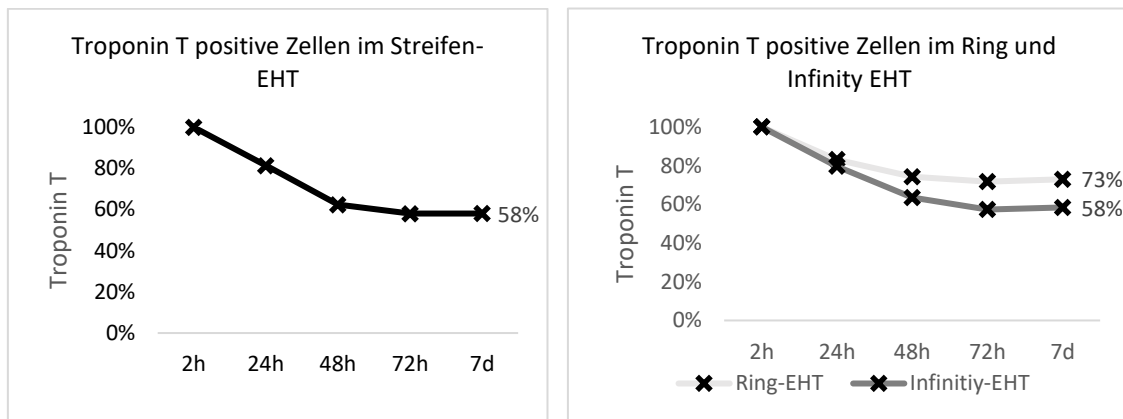 Troponin T positive Zellen im Streifen-
EHT
100%
80%
60%
40%
20%
0%
Troponin T
58%
2h 24h 48h 72h 7d
Troponin T positive Zellen im Ring und
Infinity EHT
100%
80%
60%
40%
20%
0%
Troponin T
73%
58%
2h 24h 48h 72h 7d
Ring-EHT Infinitiy-EHT